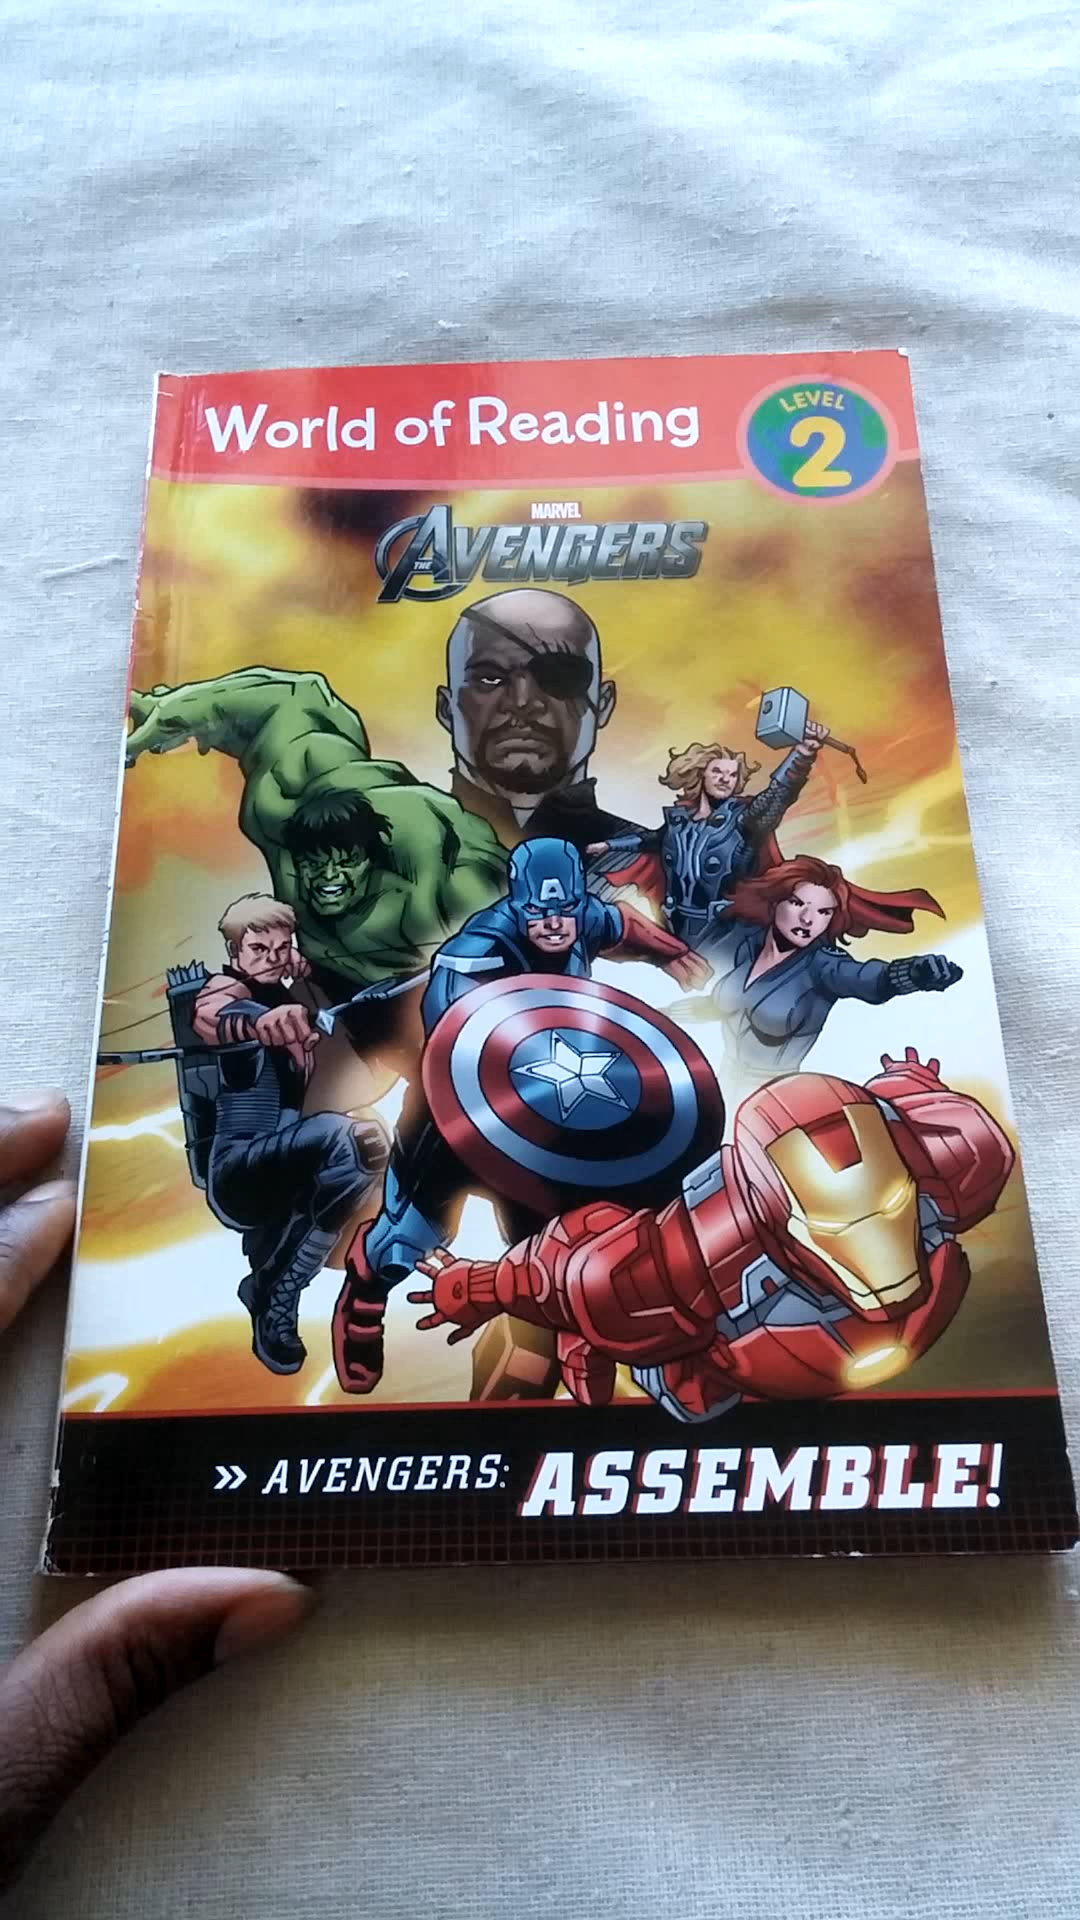 World of Reading
LEVEL
2
MARVEL
THE AVENGERS
A
» AVENGERS: ASSEMBLE!